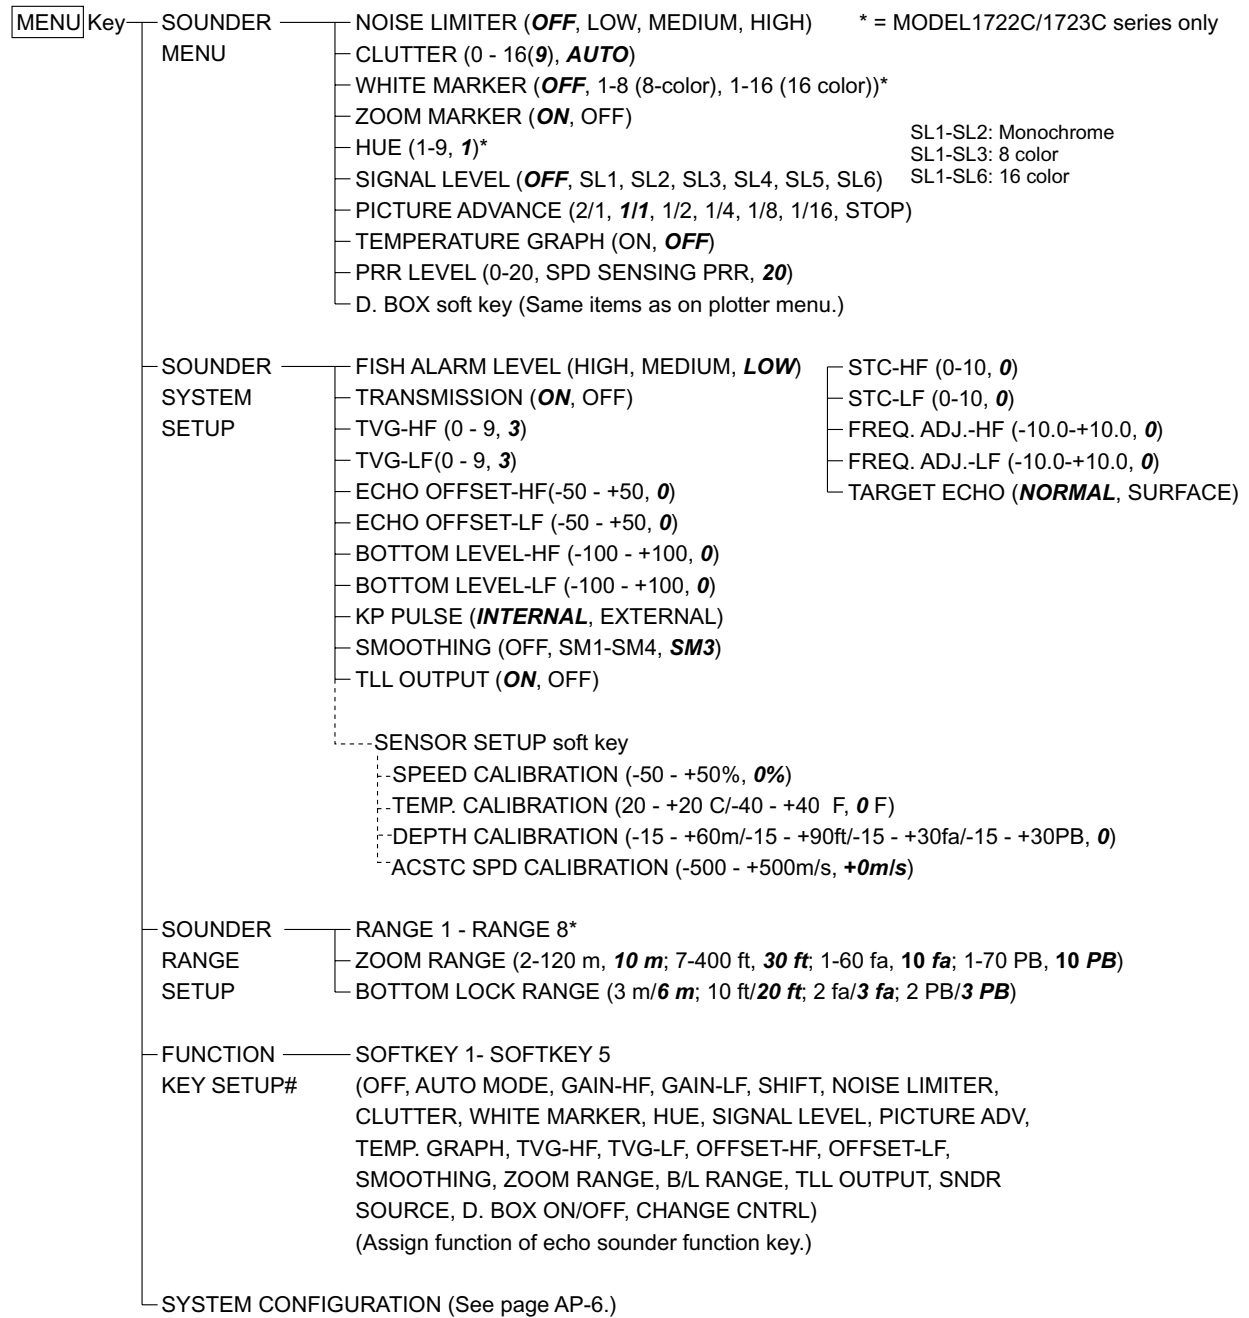 MENU Key SOUNDER NOISE LIMITER (OFF, LOW, MEDIUM, HIGH) * = MODEL1722C/1723C series only
MENU CLUTTER (0 - 16(9), AUTO)
WHITE MARKER (OFF, 1-8 (8-color), 1-16 (16 color))*
ZOOM MARKER (ON, OFF)
HUE (1-9, 1)*
SIGNAL LEVEL (OFF, SL1, SL2, SL3, SL4, SL5, SL6)
SL1-SL2: Monochrome
SL1-SL3: 8 color
SL1-SL6: 16 color
PICTURE ADVANCE (2/1, 1/1, 1/2, 1/4, 1/8, 1/16, STOP)
TEMPERATURE GRAPH (ON, OFF)
PRR LEVEL (0-20, SPD SENSING PRR, 20)
D. BOX soft key (Same items as on plotter menu.)
SOUNDER FISH ALARM LEVEL (HIGH, MEDIUM, LOW)
SYSTEM TRANSMISSION (ON, OFF)
SETUP TVG-HF (0 - 9, 3)
TVG-LF(0 - 9, 3)
ECHO OFFSET-HF(-50 - +50, 0)
ECHO OFFSET-LF (-50 - +50, 0)
BOTTOM LEVEL-HF (-100 - +100, 0)
BOTTOM LEVEL-LF (-100 - +100, 0)
KP PULSE (INTERNAL, EXTERNAL)
SMOOTHING (OFF, SM1-SM4, SM3)
TLL OUTPUT (ON, OFF)
STC-HF (0-10, 0)
STC-LF (0-10, 0)
FREQ. ADJ.-HF (-10.0-+10.0, 0)
FREQ. ADJ.-LF (-10.0-+10.0, 0)
TARGET ECHO (NORMAL, SURFACE)
SENSOR SETUP soft key
SPEED CALIBRATION (-50 - +50%, 0%)
TEMP. CALIBRATION (20 - +20 C/-40 - +40 F, 0 F)
DEPTH CALIBRATION (-15 - +60m/-15 - +90ft/-15 - +30fa/-15 - +30PB, 0)
ACSTC SPD CALIBRATION (-500 - +500m/s, +0m/s)
SOUNDER RANGE 1 - RANGE 8*
RANGE ZOOM RANGE (2-120 m, 10 m; 7-400 ft, 30 ft; 1-60 fa, 10 fa; 1-70 PB, 10 PB)
SETUP BOTTOM LOCK RANGE (3 m/6 m; 10 ft/20 ft; 2 fa/3 fa; 2 PB/3 PB)
FUNCTION SOFTKEY 1- SOFTKEY 5
KEY SETUP# (OFF, AUTO MODE, GAIN-HF, GAIN-LF, SHIFT, NOISE LIMITER,
CLUTTER, WHITE MARKER, HUE, SIGNAL LEVEL, PICTURE ADV,
TEMP. GRAPH, TVG-HF, TVG-LF, OFFSET-HF, OFFSET-LF,
SMOOTHING, ZOOM RANGE, B/L RANGE, TLL OUTPUT, SNDR
SOURCE, D. BOX ON/OFF, CHANGE CNTRL)
(Assign function of echo sounder function key.)
SYSTEM CONFIGURATION (See page AP-6.)